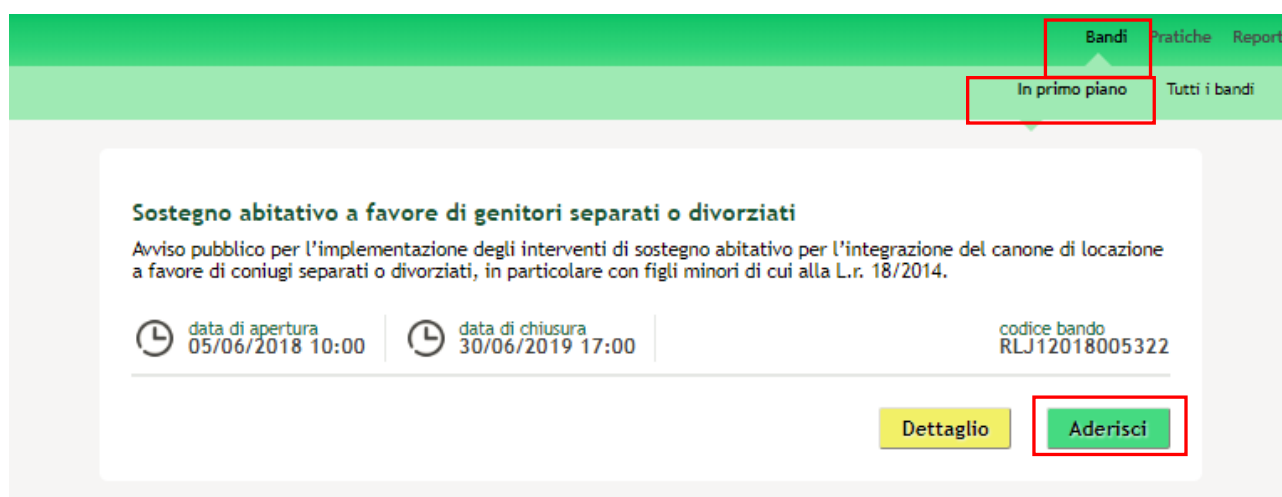 Bandi Pratiche Report
In primo piano Tutti i bandi
Sostegno abitativo a favore di genitori separati o divorziati
Avviso pubblico per l'implementazione degli interventi di sostegno abitativo per l'integrazione del canone di locazione
a favore di coniugi separati o divorziati, in particolare con figli minori di cui alla L.r. 18/2014.
data di apertura data di chiusura codice bando
05/06/2018 10:00 30/06/2019 17:00 RLJ12018005322
Dettaglio Aderisci